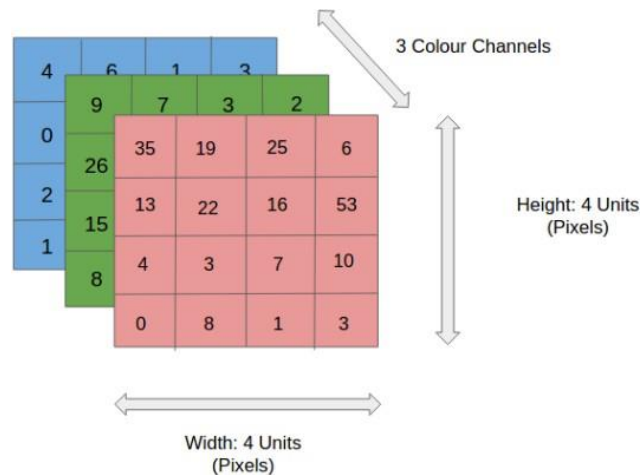 3 Colour Channels
4 6 1 3
9 7 3 2
0
35 19 25 6
26
13 22 16 53
Height: 4 Units
(Pixels)
2
15
4 3 7 10
1
8
0 8 1 3
Width: 4 Units
(Pixels)